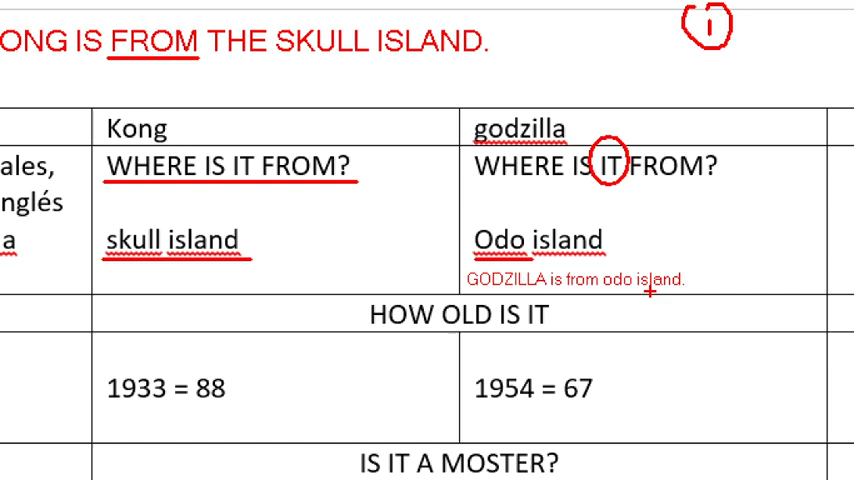 ONG IS FROM THE SKULL ISLAND.
1
Kong godzilla
ales, WHERE IS IT FROM? WHERE IS IT FROM?
nglés
a skull island Odo island
GODZILLA is from odo island.
HOW OLD IS IT
1933 = 88 1954 = 67
IS IT A MOSTER?